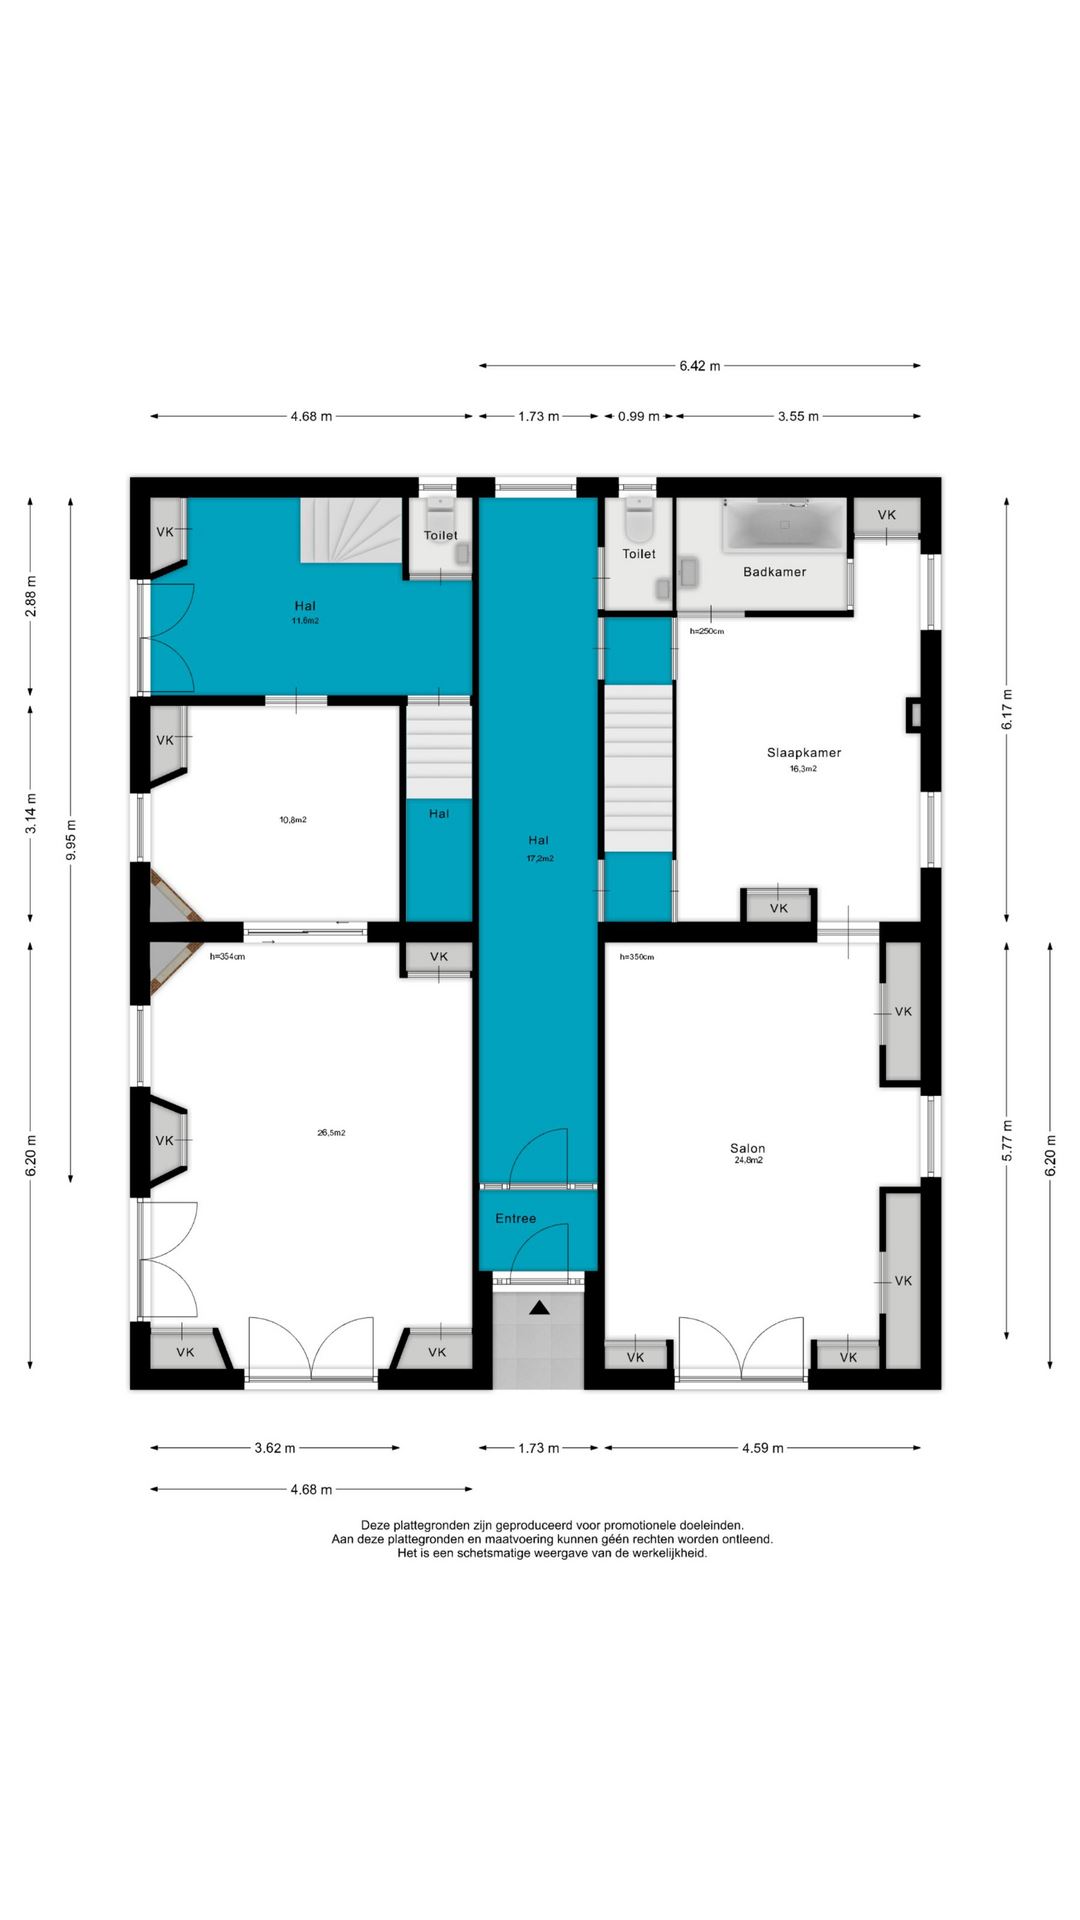 6.42 m
4.68 m
1.73 m
0.99 m
3.55 m
VK
Toilet
Toilet
Badkamer
VK
2.88 m
Hal
11.6m2
h=250cm
6.17 m
VK
Slaapkamer
16,3m2
3.14 m
9.95 m
10,8m2
Hal
Hal
17,2m2
VK
h=354cm
VK
h=350cm
VK
6.20 m
VK
26,5m2
Salon
24,8m2
5.77 m
6.20 m
Entree
VK
VK
VK
VK
VK
3.62 m
1.73 m
4.59 m
4.68 m
Deze plattegronden zijn geproduceerd voor promotionele doeleinden.
Aan deze plattegronden en maatvoering kunnen géén rechten worden ontleend.
Het is een schetsmatige weergave van de werkelijkheid.